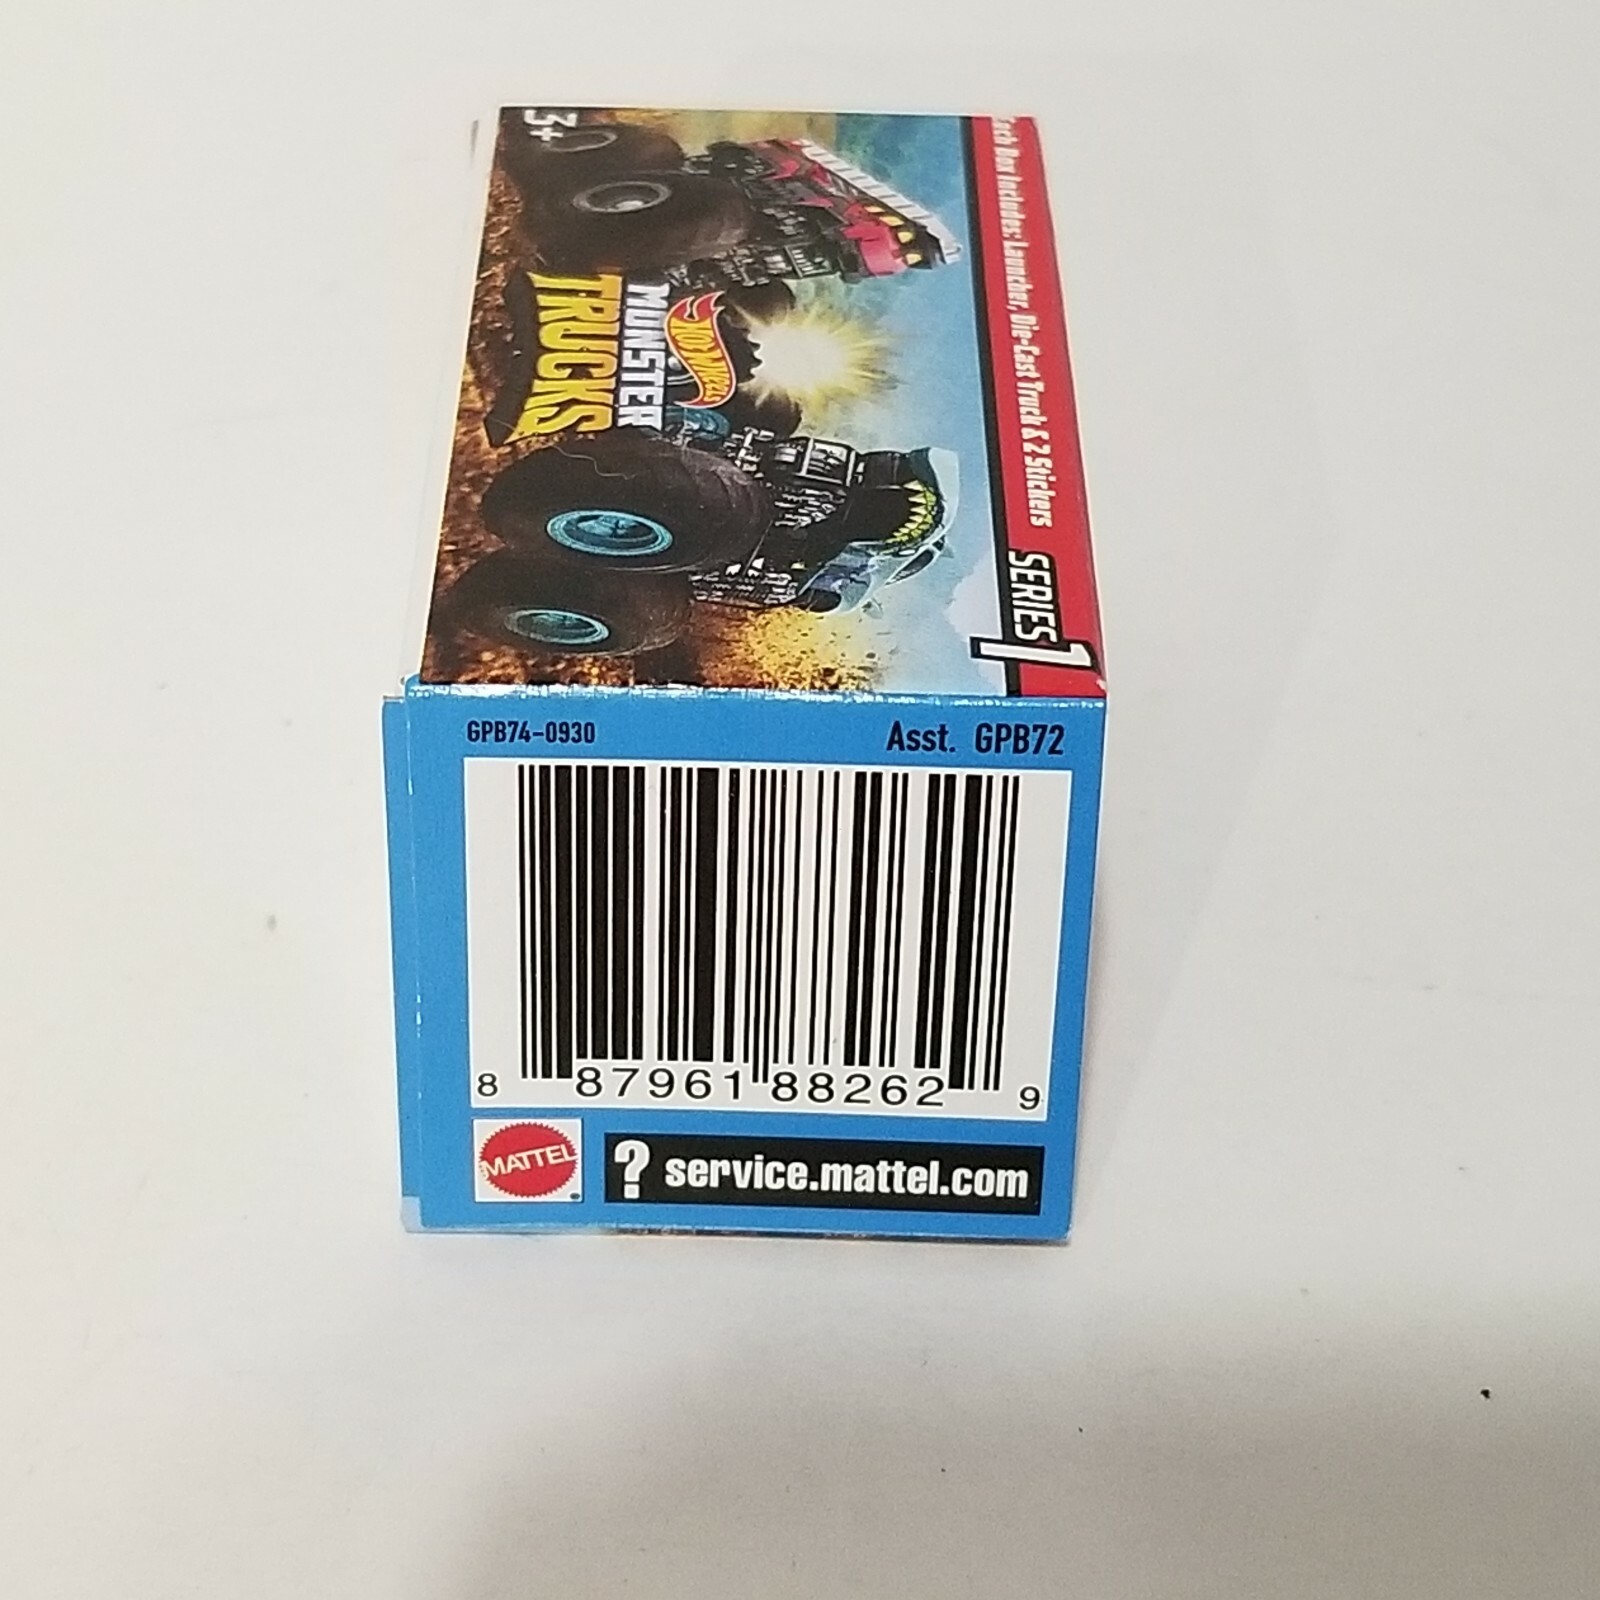 Each Box Includes: Launcher, Die-Cast Truck & 2 Stickers
SERIES 1
3+
HOT WHEELS
MONSTER
TRUCKS
GPB74-0930
Asst. GPB72
8 87961 88262 9
MATTEL
? service.mattel.com